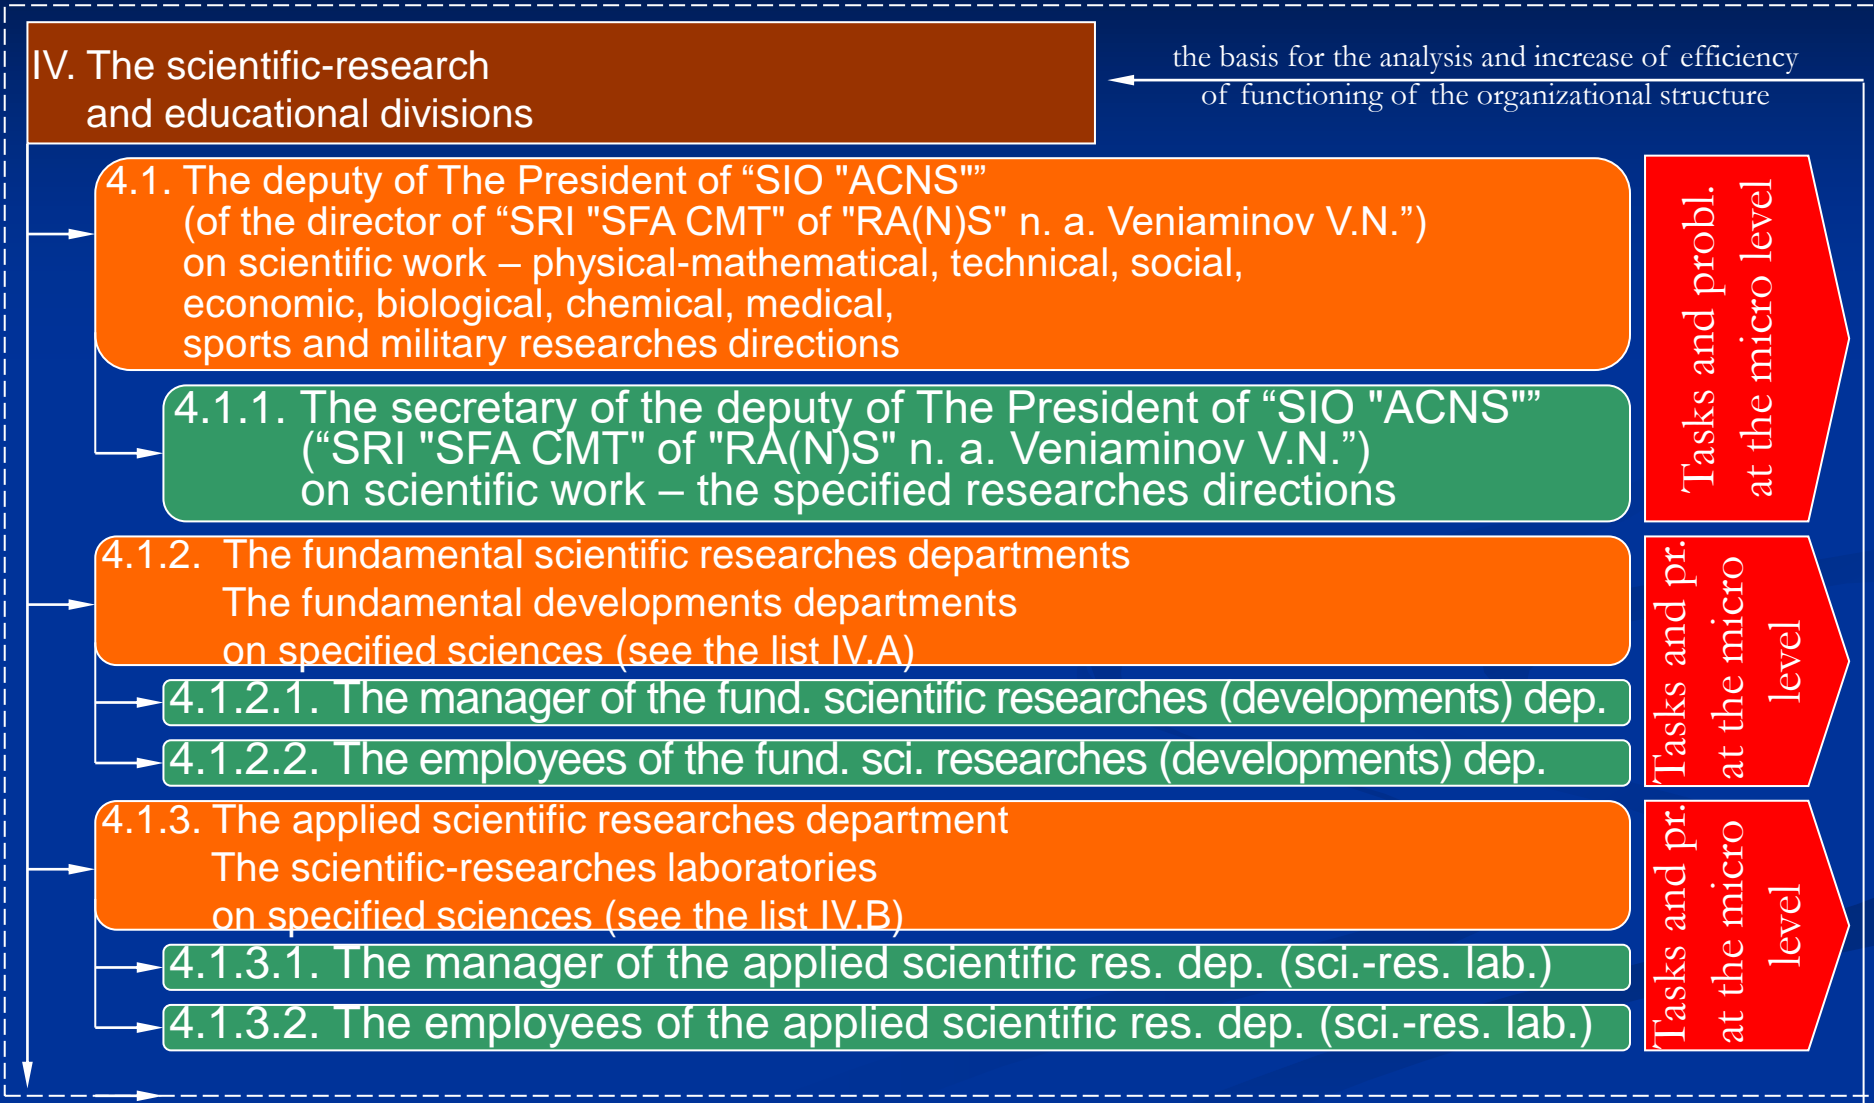 IV. The scientific-research
and educational divisions
the basis for the analysis and increase of efficiency
of functioning of the organizational structure
4.1. The deputy of The President of “SIO "ACNS"”
(of the director of “SRI "SFA CMT" of "RA(N)S" n. a. Veniaminov V.N.”)
on scientific work – physical-mathematical, technical, social,
economic, biological, chemical, medical,
sports and military researches directions
4.1.1. The secretary of the deputy of The President of “SIO "ACNS"”
(“SRI "SFA CMT" of "RA(N)S" n. a. Veniaminov V.N.”)
on scientific work – the specified researches directions
Tasks and probl.
at the micro level
4.1.2. The fundamental scientific researches departments
The fundamental developments departments
on specified sciences (see the list IV.A)
4.1.2.1. The manager of the fund. scientific researches (developments) dep.
4.1.2.2. The employees of the fund. sci. researches (developments) dep.
Tasks and pr.
at the micro
level
4.1.3. The applied scientific researches department
The scientific-researches laboratories
on specified sciences (see the list IV.B)
4.1.3.1. The manager of the applied scientific res. dep. (sci.-res. lab.)
4.1.3.2. The employees of the applied scientific res. dep. (sci.-res. lab.)
Tasks and pr.
at the micro
level